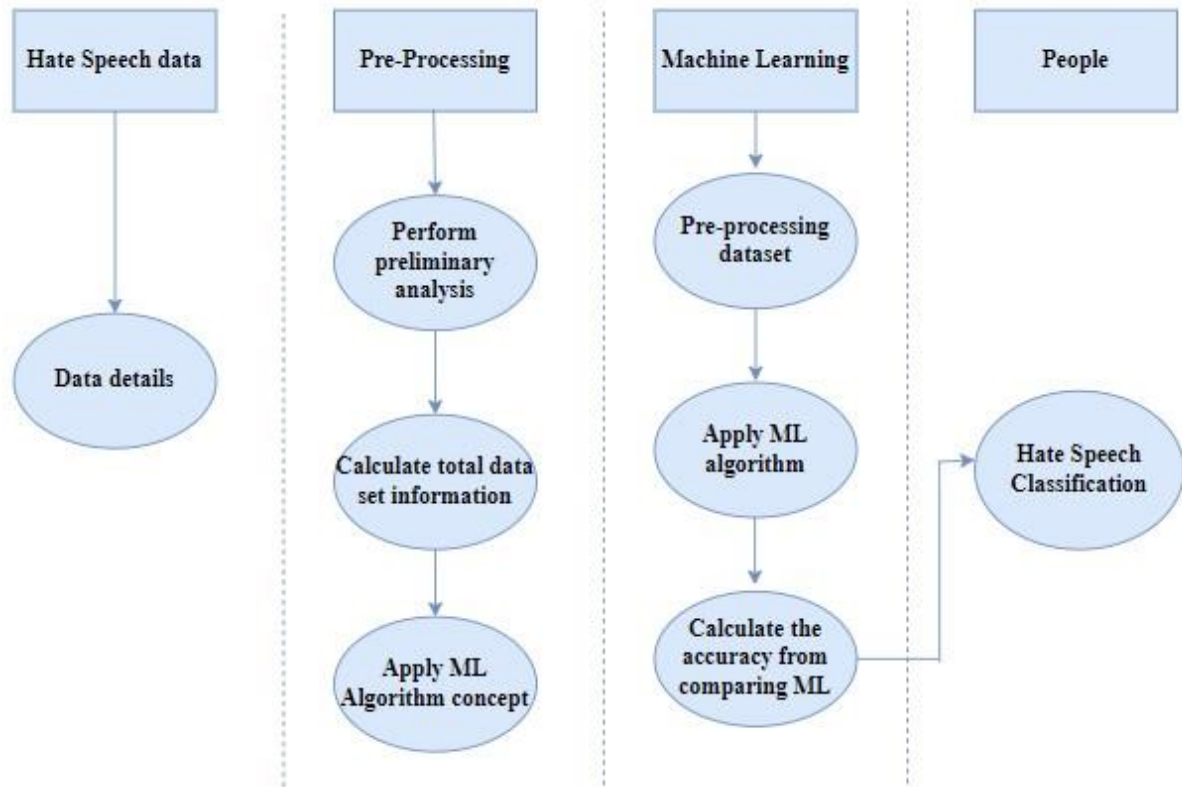 Hate Speech data
Data details
Pre-Processing
Perform
preliminary
analysis
Calculate total data
set information
Apply ML
Algorithm concept
Machine Learning
Pre-processing
dataset
Apply ML
algorithm
Calculate the
accuracy from
comparing ML
People
Hate Speech
Classification